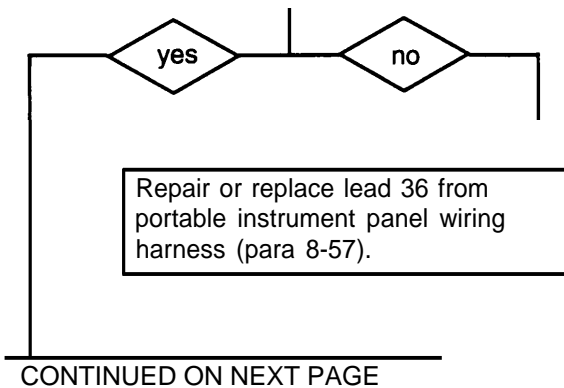 yes
no
Repair or replace lead 36 from
portable instrument panel wiring
harness (para 8-57).
CONTINUED ON NEXT PAGE